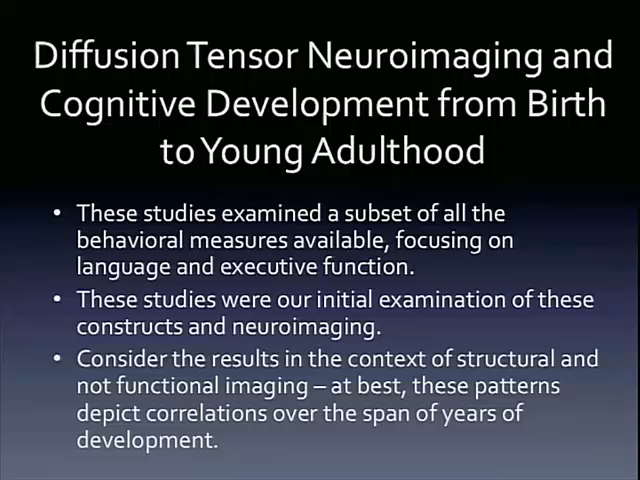 Diffusion Tensor Neuroimaging and
Cognitive Development from Birth
to Young Adulthood
• These studies examined a subset of all the
behavioral measures available, focusing on
language and executive function.
• These studies were our initial examination of these
constructs and neuroimaging.
• Consider the results in the context of structural and
not functional imaging – at best, these patterns
depict correlations over the span of years of
development.